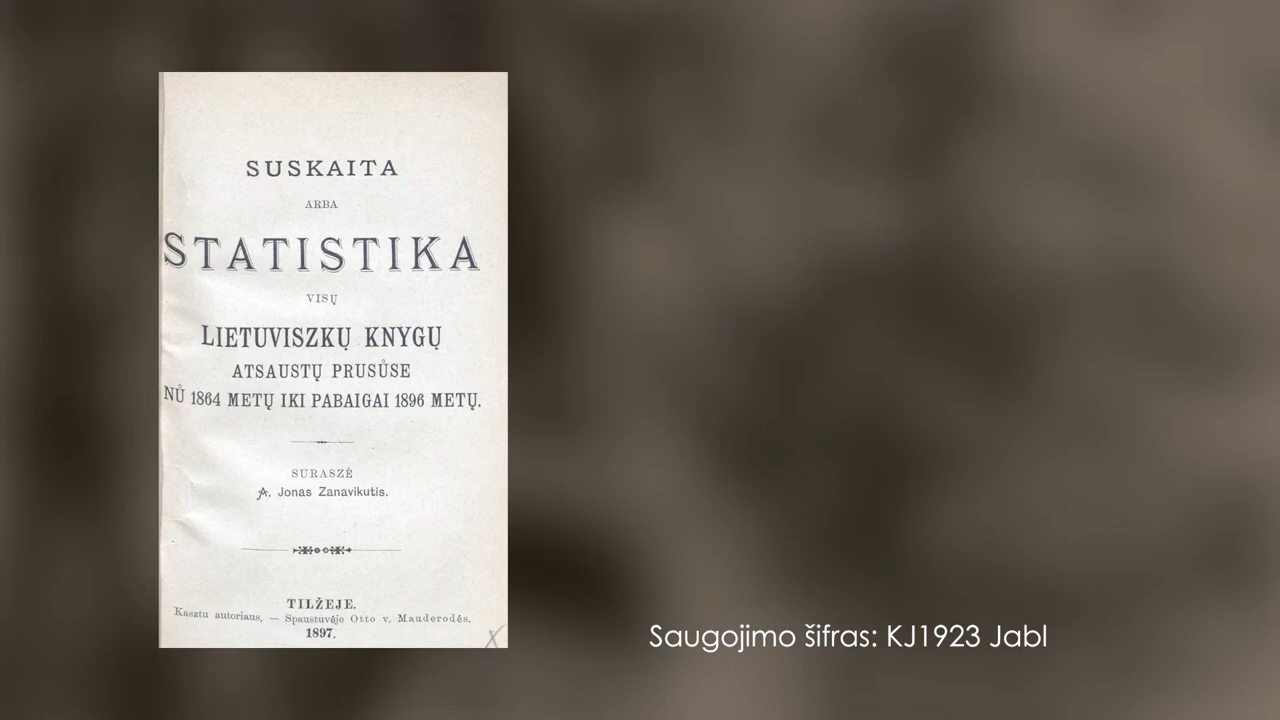 SUSKAITA
ARBA
STATISTIKA
VISŲ
LIETUVISZKŲ KNYGŲ
ATSAUSTŲ PRUSŮSE
NŮ 1864 METŲ IKI PABAIGAI 1896 METŲ.
SURASZĖ
A. Jonas Zanavikutis.
TILŽEJE.
Kasztu autoriaus. — Spaustuvėje Otto v. Mauderodės.
1897.
Saugojimo šifras: KJ1923 Jabl